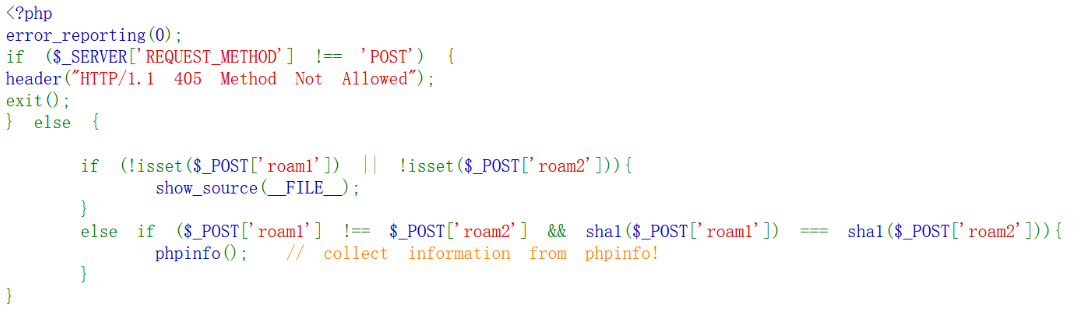 <?php
error_reporting(0);
if ($_SERVER['REQUEST_METHOD'] !== 'POST') {
header("HTTP/1.1 405 Method Not Allowed");
exit();
} else {
if (!isset($_POST['roam1']) || !isset($_POST['roam2'])){
show_source(__FILE__);
}
else if ($_POST['roam1'] !== $_POST['roam2'] && sha1($_POST['roam1']) === sha1($_POST['roam2'])){
phpinfo(); // collect information from phpinfo!
}
}